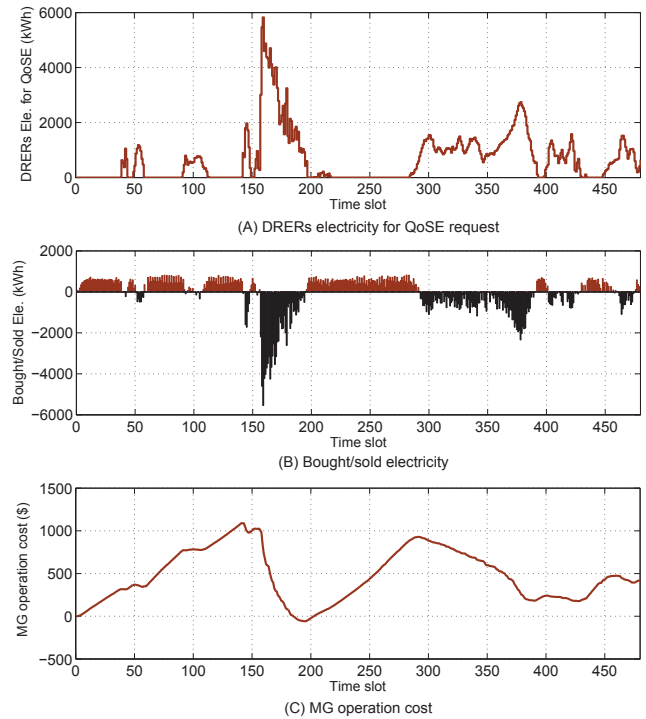 6000
4000
2000
0
DRERs Ele. for QoSE (kWh)
0 50 100 150 200 250 300 350 400 450
Time slot
(A) DRERs electricity for QoSE request
2000
0
−2000
−4000
−6000
Bought/Sold Ele. (kWh)
0 50 100 150 200 250 300 350 400 450
Time slot
(B) Bought/sold electricity
1500
1000
500
0
−500
MG operation cost ($)
0 50 100 150 200 250 300 350 400 450
Time slot
(C) MG operation cost